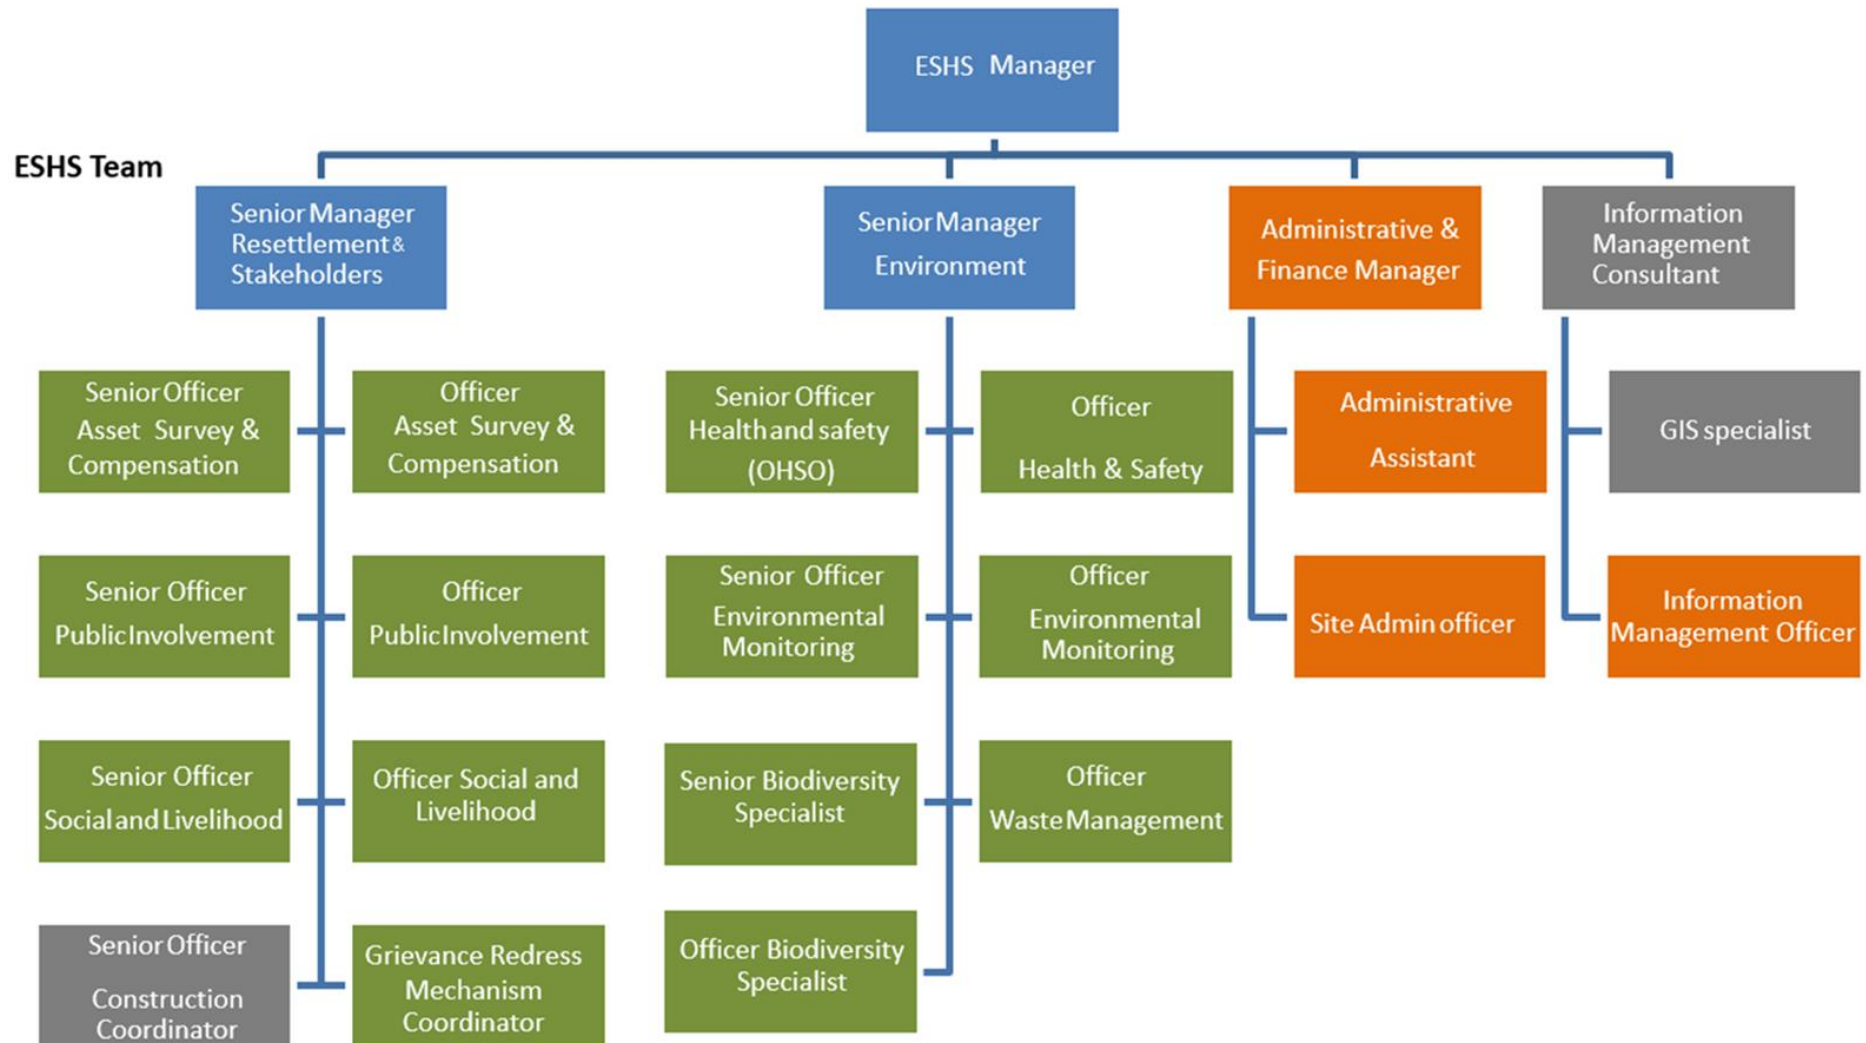 ESHS Manager
ESHS Team
Senior Manager
Resettlement &
Stakeholders
Senior Manager
Environment
Administrative &
Finance Manager
Information
Management
Consultant
Senior Officer
Asset Survey &
Compensation
Officer
Asset Survey &
Compensation
Senior Officer
Health and safety
(OHSO)
Officer
Health & Safety
Administrative
Assistant
GIS specialist
Senior Officer
Public Involvement
Officer
Public Involvement
Senior Officer
Environmental
Monitoring
Officer
Environmental
Monitoring
Site Admin officer
Information
Management Officer
Senior Officer
Social and Livelihood
Officer Social and
Livelihood
Senior Biodiversity
Specialist
Officer
Waste Management
Senior Officer
Construction
Coordinator
Grievance Redress
Mechanism
Coordinator
Officer Biodiversity
Specialist